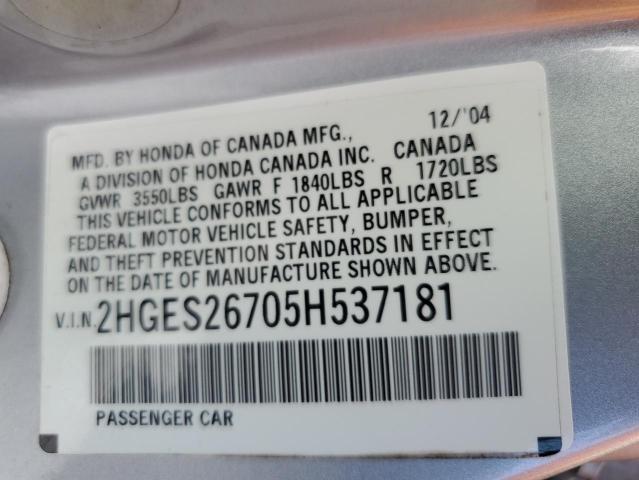 MFD. BY HONDA OF CANADA MFG., 12/'04
A DIVISION OF HONDA CANADA INC. CANADA
GVWR 3550LBS GAWR F 1840LBS R 1720LBS
THIS VEHICLE CONFORMS TO ALL APPLICABLE
FEDERAL MOTOR VEHICLE SAFETY, BUMPER,
AND THEFT PREVENTION STANDARDS IN EFFECT
ON THE DATE OF MANUFACTURE SHOWN ABOVE.
V.I.N. 2HGES26705H537181
PASSENGER CAR